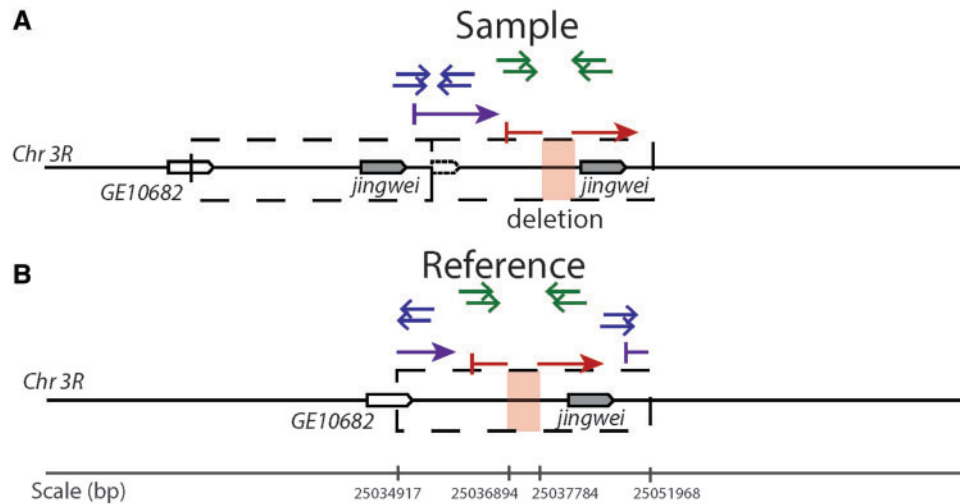 A
Sample
Chr 3R
GE10682
jingwei
jingwei
deletion
B
Reference
Chr 3R
GE10682
jingwei
Scale (bp)
25034917
25036894
25037784
25051968